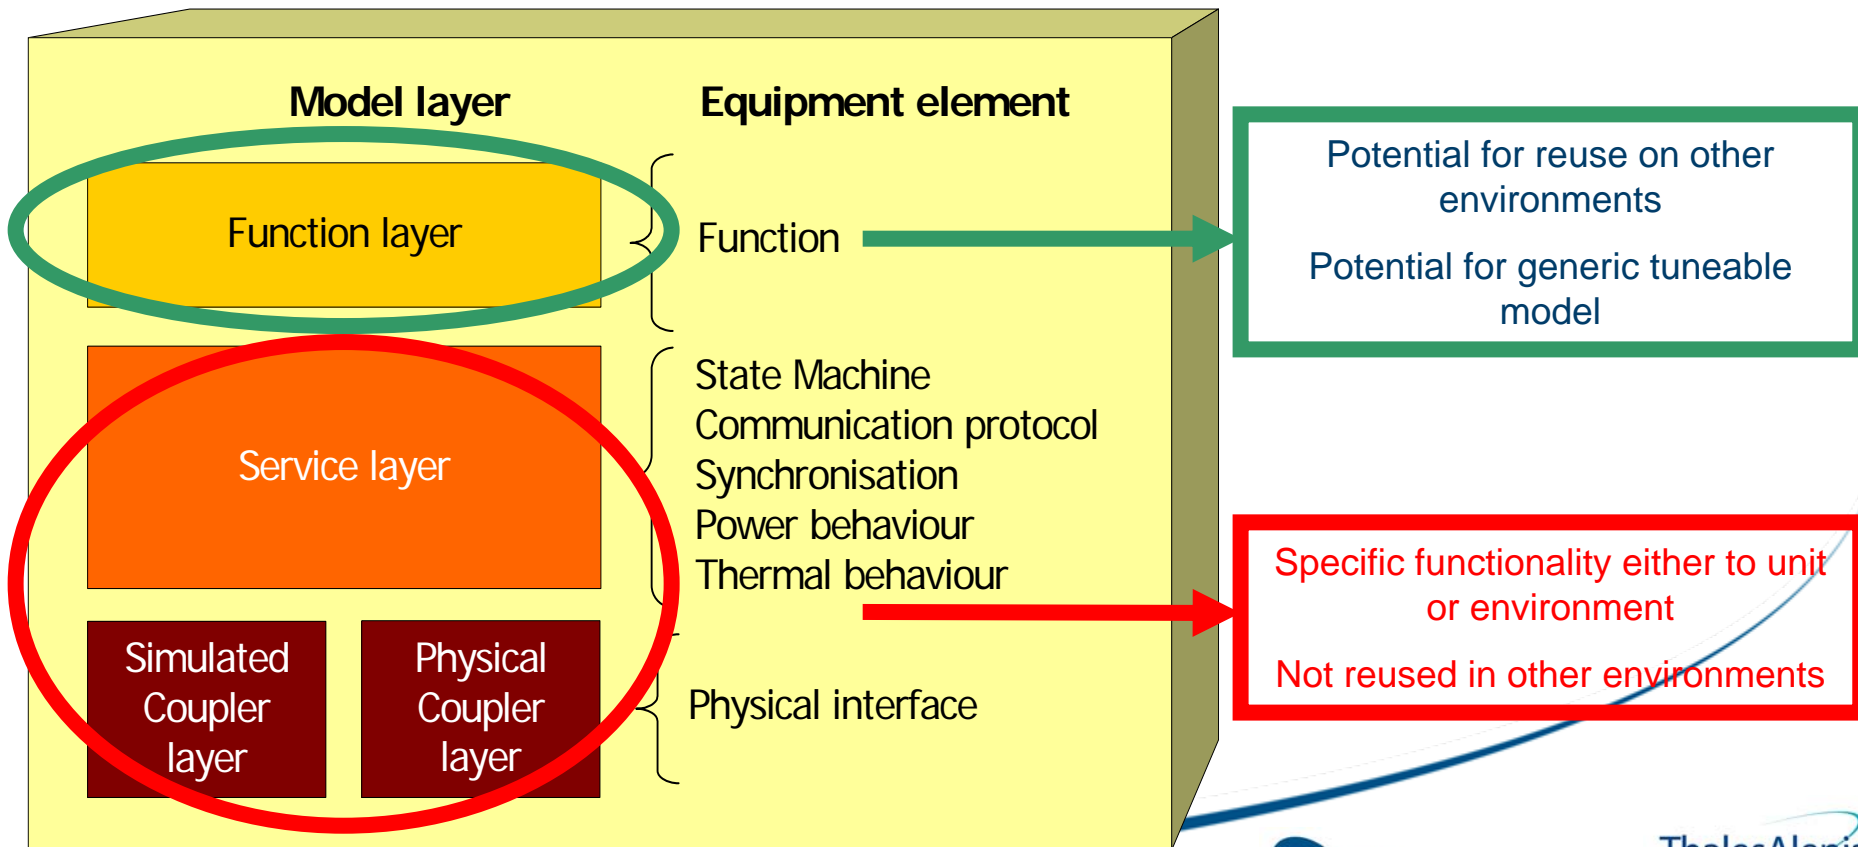 Model layer
Equipment element
Function layer
Function
Potential for reuse on other
environments
Potential for generic tuneable
model
Service layer
State Machine
Communication protocol
Synchronisation
Power behaviour
Thermal behaviour
Specific functionality either to unit
or environment
Not reused in other environments
Simulated
Coupler
layer
Physical
Coupler
layer
Physical interface